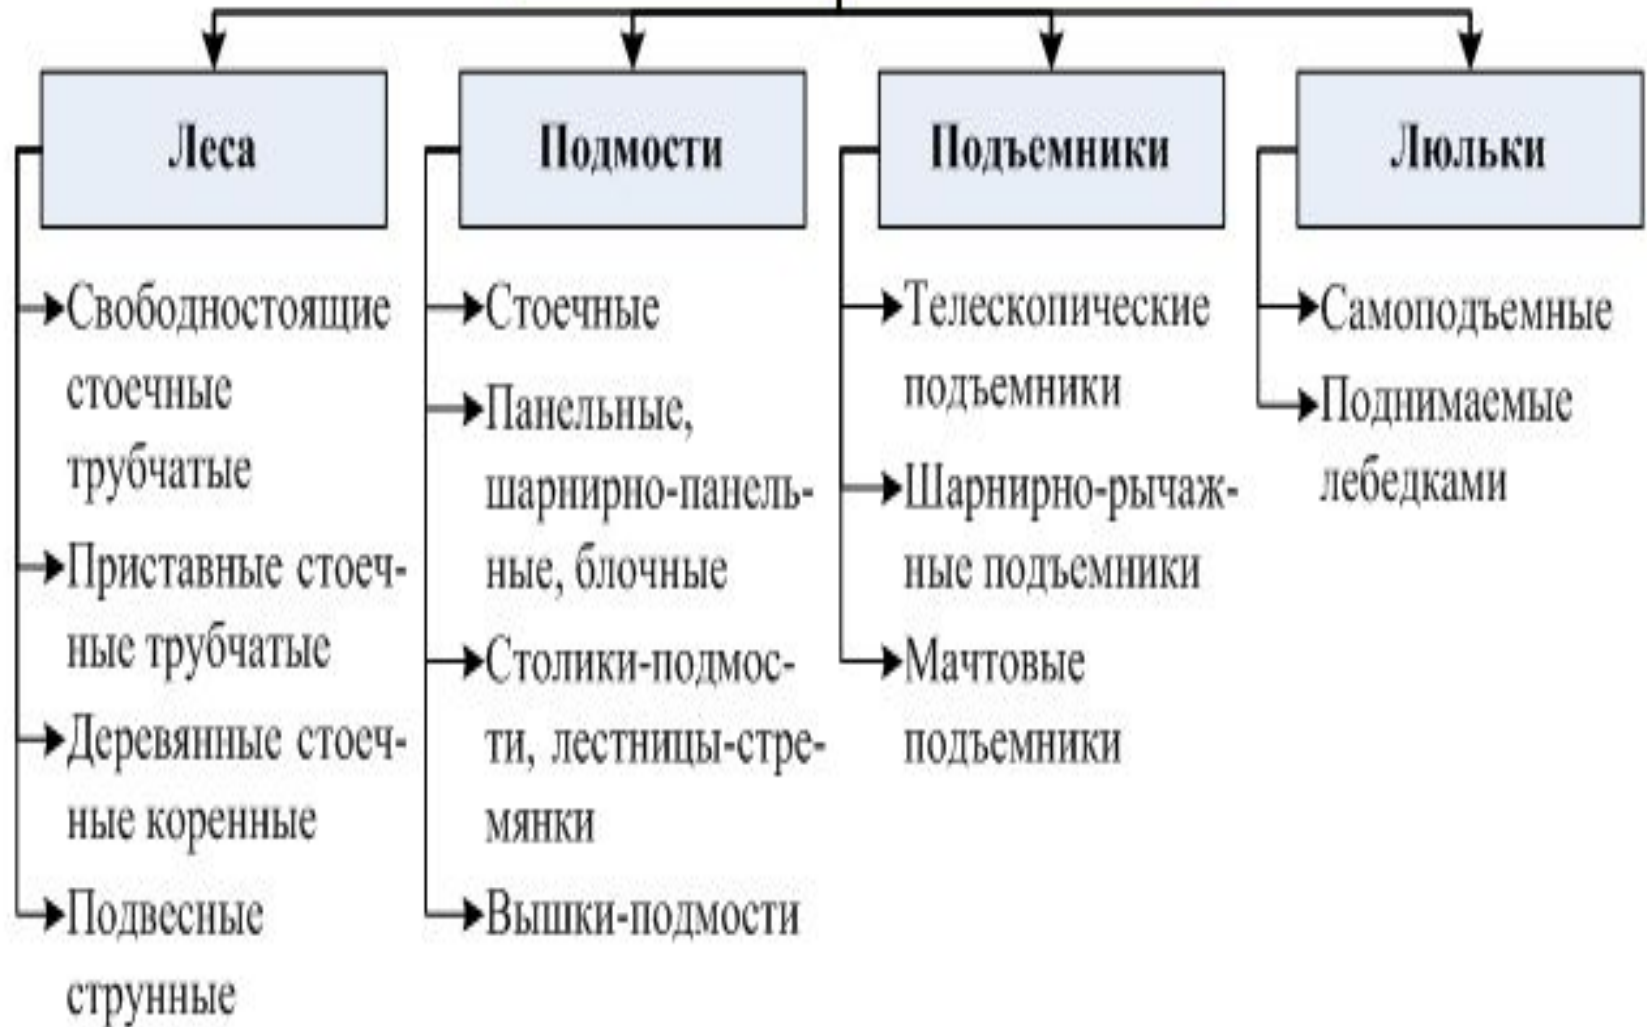 Леса
Свободностоящие
стоечные
трубчатые
Приставные стоеч-
ные трубчатые
Деревянные стоеч-
ные коренные
Подвесные
струнные
Подмости
Стоечные
Панельные,
шарнирно-панель-
ные, блочные
Столики-подмос-
ти, лестницы-стре-
мянки
Вышки-подмости
Подъемники
Телескопические
подъемники
Шарнирно-рычаж-
ные подъемники
Мачтовые
подъемники
Люльки
Самоподъемные
Поднимаемые
лебедками